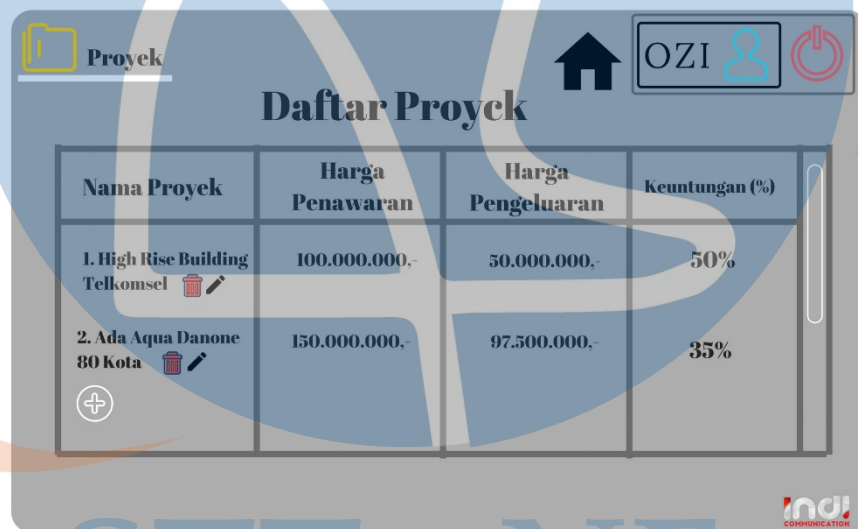 Proyek
OZI
Daftar Proyek
Nama Proyek
Harga
Penawaran
Harga
Pengeluaran
Keuntungan (%)
1. High Rise Building
Telkomsel
100.000.000,-
50.000.000,-
50%
2. Ada Aqua Danone
80 Kota
150.000.000,-
97.500.000,-
35%
indi
COMMUNICATION